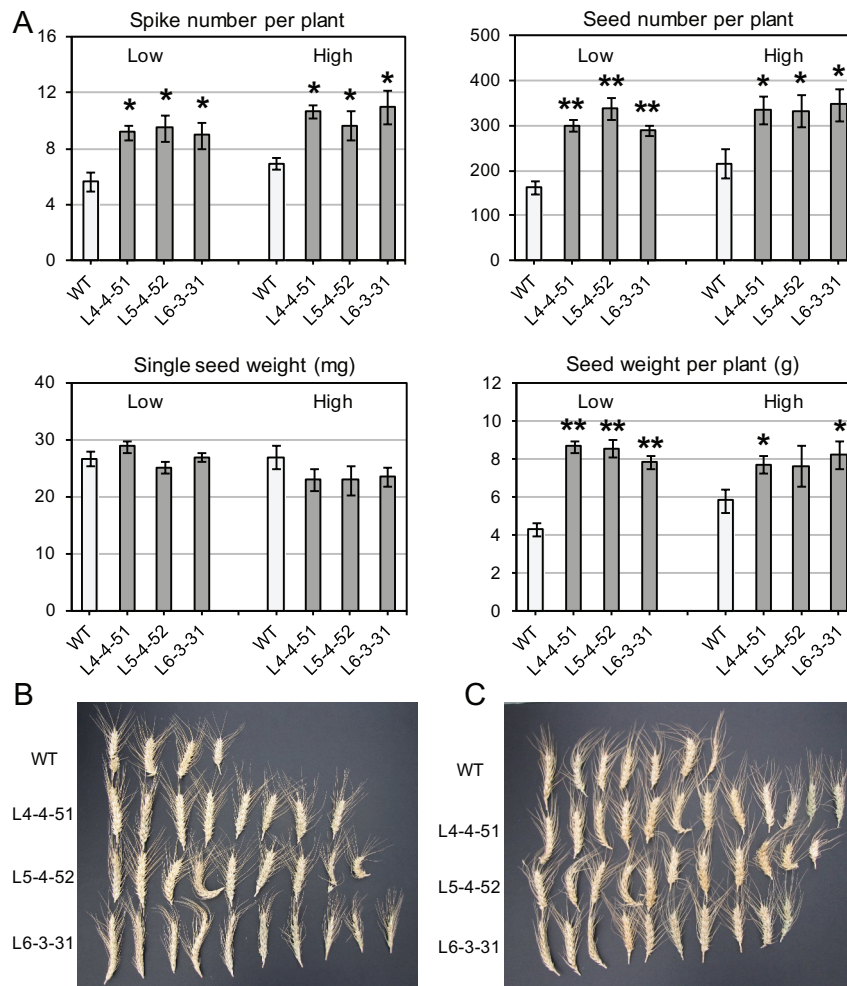 A
Spike number per plant
16
12
8
4
0
Low
High
*
*
*
*
*
*
WT
L4-4-51
L5-4-52
L6-3-31
WT
L4-4-51
L5-4-52
L6-3-31
Seed number per plant
500
400
300
200
100
0
Low
High
**
**
**
*
*
*
WT
L4-4-51
L5-4-52
L6-3-31
WT
L4-4-51
L5-4-52
L6-3-31
Single seed weight (mg)
40
30
20
10
0
Low
High
WT
L4-4-51
L5-4-52
L6-3-31
WT
L4-4-51
L5-4-52
L6-3-31
Seed weight per plant (g)
12
10
8
6
4
2
0
Low
High
**
**
**
*
*
WT
L4-4-51
L5-4-52
L6-3-31
WT
L4-4-51
L5-4-52
L6-3-31
B
WT
L4-4-51
L5-4-52
L6-3-31
C
WT
L4-4-51
L5-4-52
L6-3-31